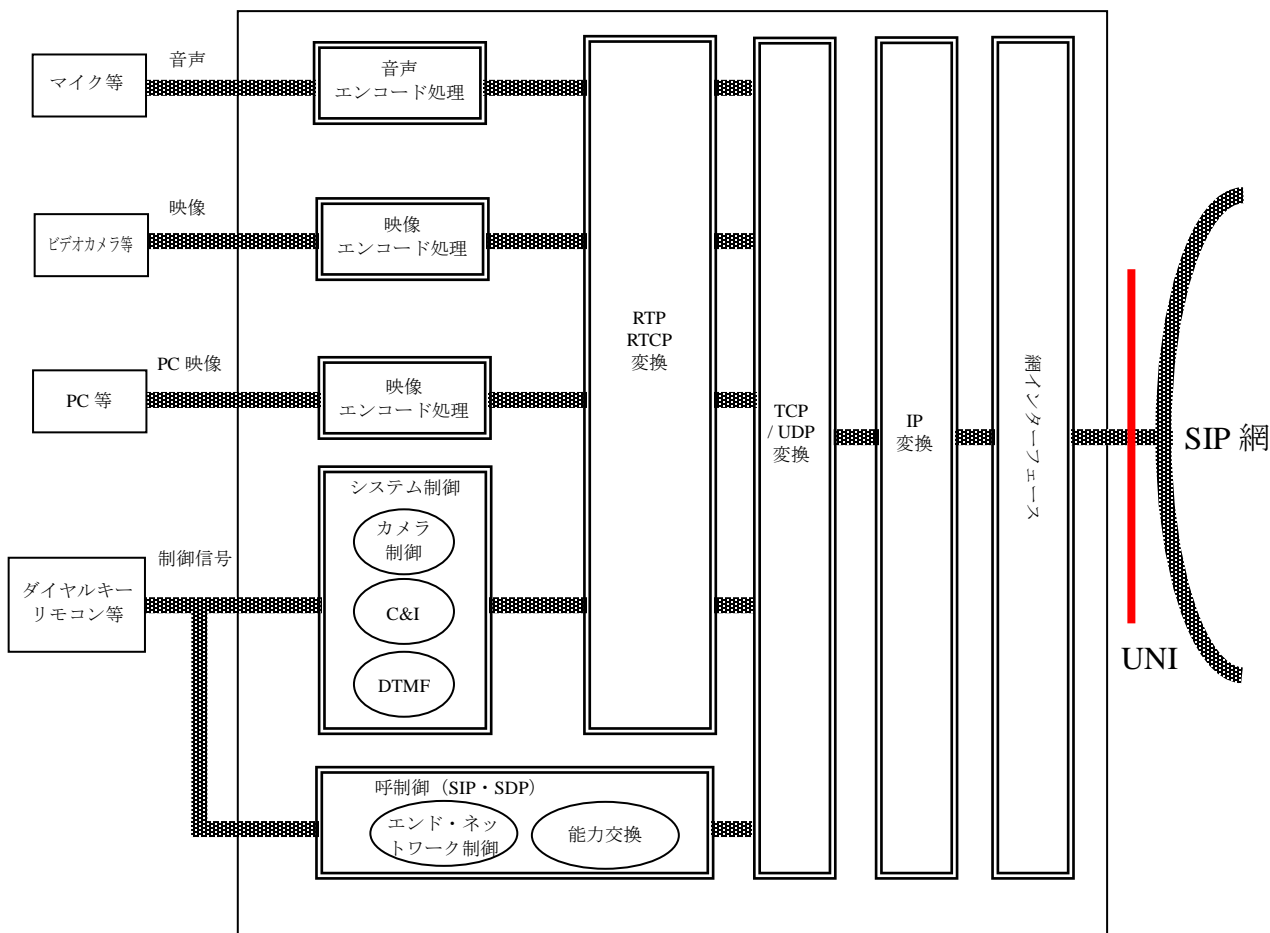 音声
マイク等
音声
エンコード処理
映像
ビデオカメラ等
映像
エンコード処理
PC 映像
PC 等
映像
エンコード処理
RTP
RTCP
変換
TCP
/ UDP
変換
IP
変換
網インターフェース
SIP 網
UNI
制御信号
ダイヤルキー
リモコン等
システム制御
カメラ
制御
C&I
DTMF
呼制御（SIP・SDP）
エンド・ネッ
トワーク制御
能力交換